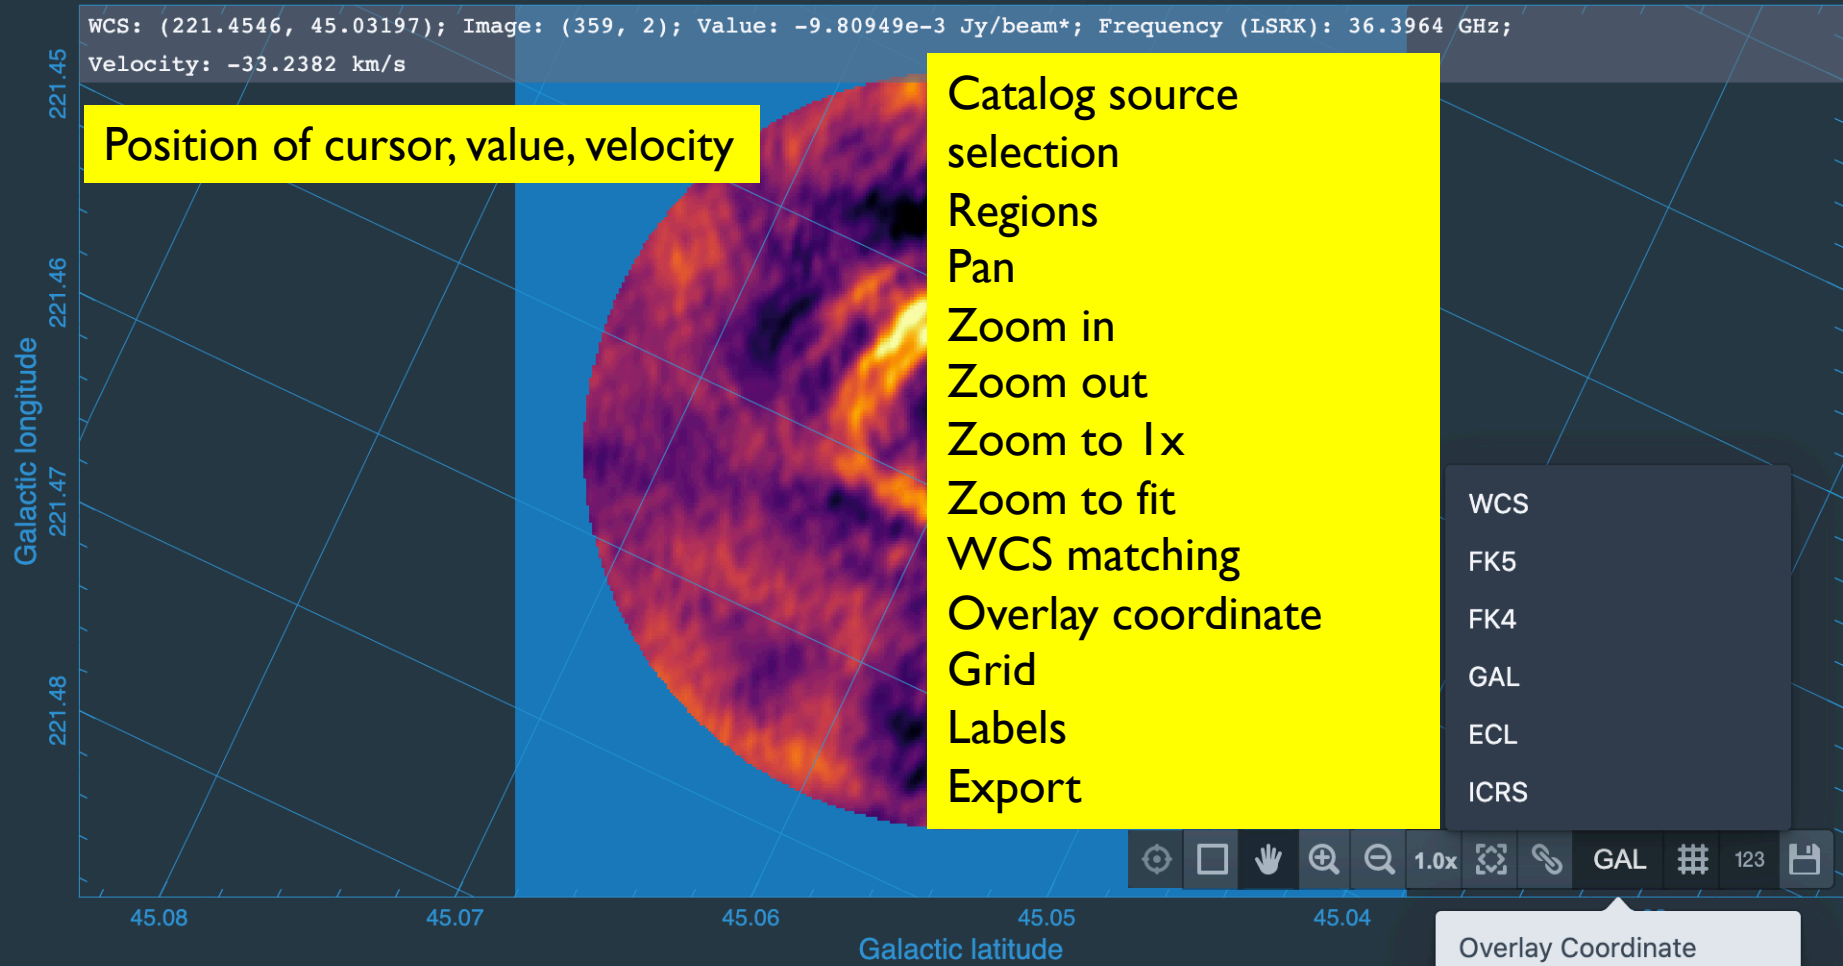 WCS: (221.4546, 45.03197); Image: (359, 2); Value: -9.80949e-3 Jy/beam*; Frequency (LSRK): 36.3964 GHz;
Velocity: -33.2382 km/s
Position of cursor, value, velocity
Catalog source
selection
Regions
Pan
Zoom in
Zoom out
Zoom to 1x
Zoom to fit
WCS matching
Overlay coordinate
Grid
Labels
Export
WCS
FK5
FK4
GAL
ECL
ICRS
1.0x
GAL
123
Galactic longitude
221.45
221.46
221.47
221.48
45.08
45.07
45.06
45.05
45.04
Galactic latitude
Overlay Coordinate